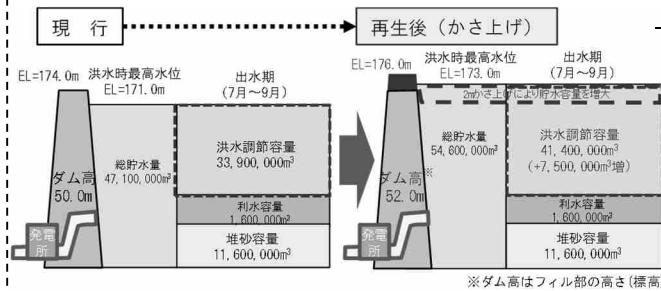 現 行
再生後（かさ上げ）
EL=174.0m
洪水時最高水位
EL=171.0m
出水期
(7月～9月)
総貯水量
47,100,000m³
洪水調節容量
33,900,000m³
ダム高
50.0m
利水容量
1,600,000m³
発電所
堆砂容量
11,600,000m³
EL=176.0m
洪水時最高水位
EL=173.0m
出水期
(7月～9月)
2mかさ上げにより貯水容量を増大
総貯水量
54,600,000m³
洪水調節容量
41,400,000m³
(+7,500,000m³増)
ダム高※
52.0m
利水容量
1,600,000m³
発電所
堆砂容量
11,600,000m³
※ダム高はフィル部の高さ(標高